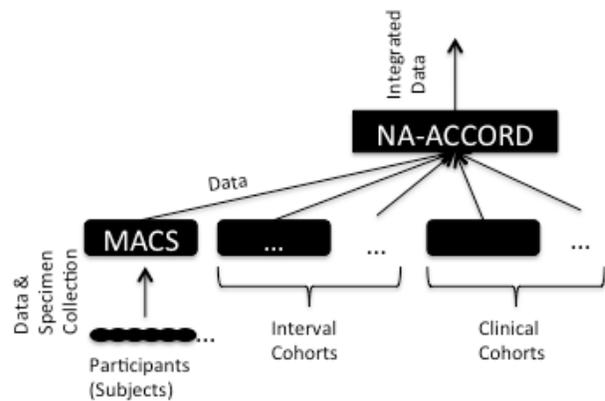 Integrated
Data
NA-ACCORD
Data
MACS
...
...
...
Data &
Specimen
Collection
...
Participants
(Subjects)
Interval
Cohorts
Clinical
Cohorts